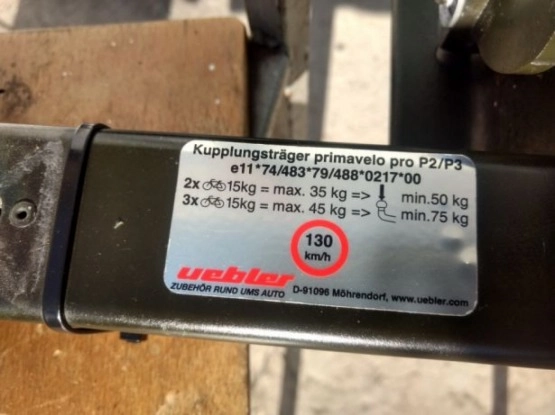 Kupplungsträger primavelo pro P2/P3
e11*74/483*79/488*0217*00
2x 15kg = max. 35 kg => min.50 kg
3x 15kg = max. 45 kg => min.75 kg
130
km/h
uebler
ZUBEHÖR RUND UMS AUTO D-91096 Möhrendorf, www.uebler.com